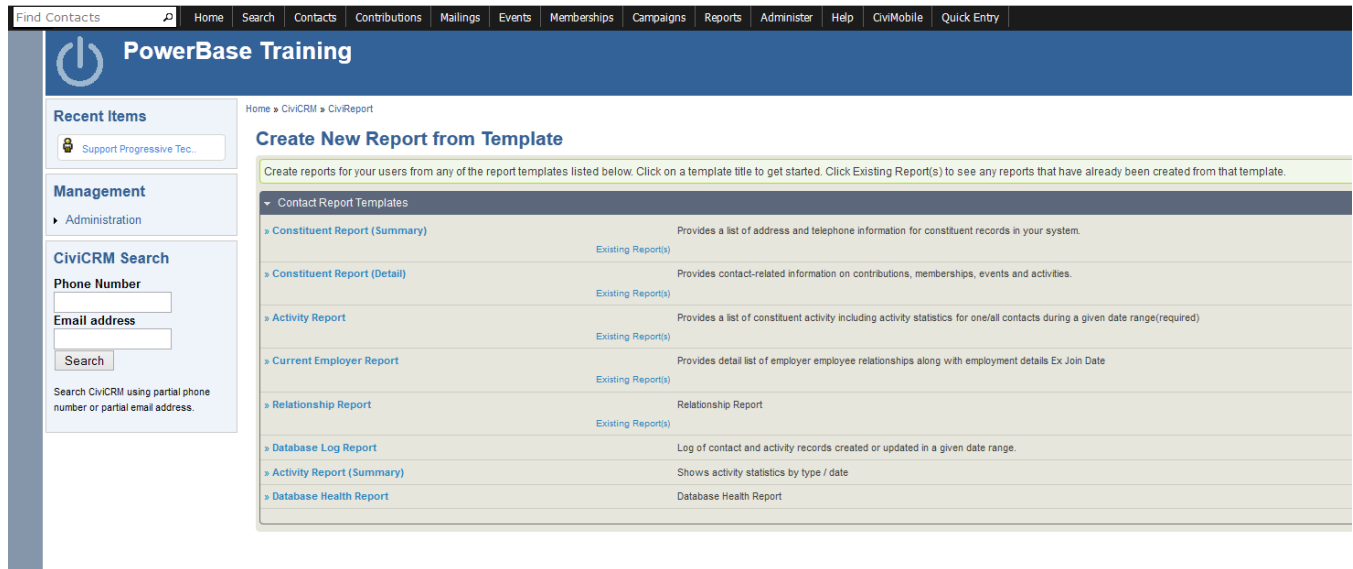 Find Contacts Home Search Contacts Contributions Mailings Events Memberships Campaigns Reports Administer Help CiviMobile Quick Entry
PowerBase Training
Recent Items
Support Progressive Tec..
Management
Administration
CiviCRM Search
Phone Number
Email address
Search
Search CiviCRM using partial phone
number or partial email address.
Home » CiviCRM » CiviReport
Create New Report from Template
Create reports for your users from any of the report templates listed below. Click on a template title to get started. Click Existing Report(s) to see any reports that have already been created from that template.
Contact Report Templates
» Constituent Report (Summary) Provides a list of address and telephone information for constituent records in your system.
Existing Report(s)
» Constituent Report (Detail) Provides contact-related information on contributions, memberships, events and activities.
Existing Report(s)
» Activity Report Provides a list of constituent activity including activity statistics for one/all contacts during a given date range(required)
Existing Report(s)
» Current Employer Report Provides detail list of employer employee relationships along with employment details Ex Join Date
Existing Report(s)
» Relationship Report Relationship Report
Existing Report(s)
» Database Log Report Log of contact and activity records created or updated in a given date range.
» Activity Report (Summary) Shows activity statistics by type / date
» Database Health Report Database Health Report